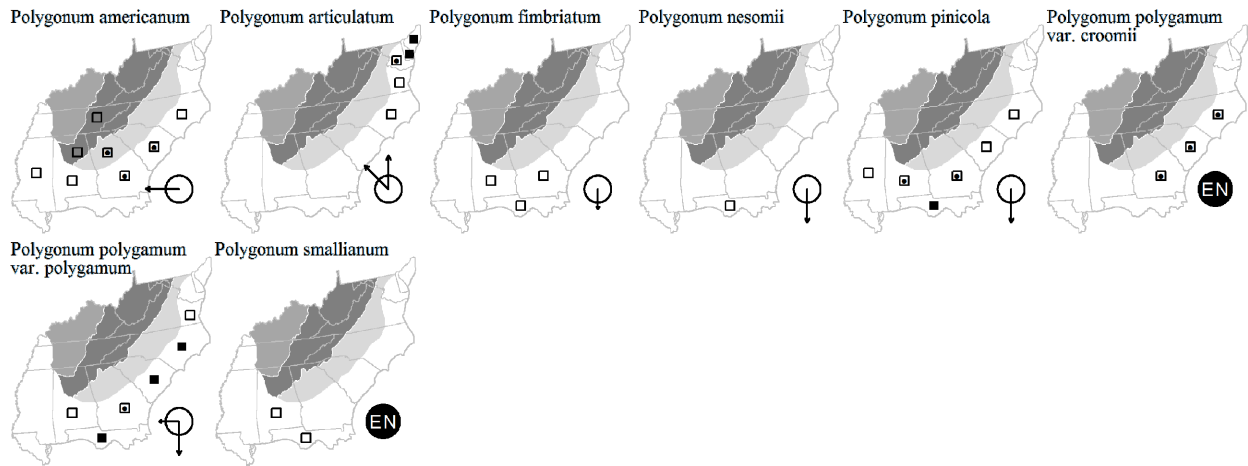 Polygonum americanum
Polygonum articulatum
Polygonum fimbriatum
Polygonum nesomii
Polygonum pinicola
Polygonum polygamum
var. croomii
EN
Polygonum polygamum
var. polygamum
Polygonum smallianum
EN